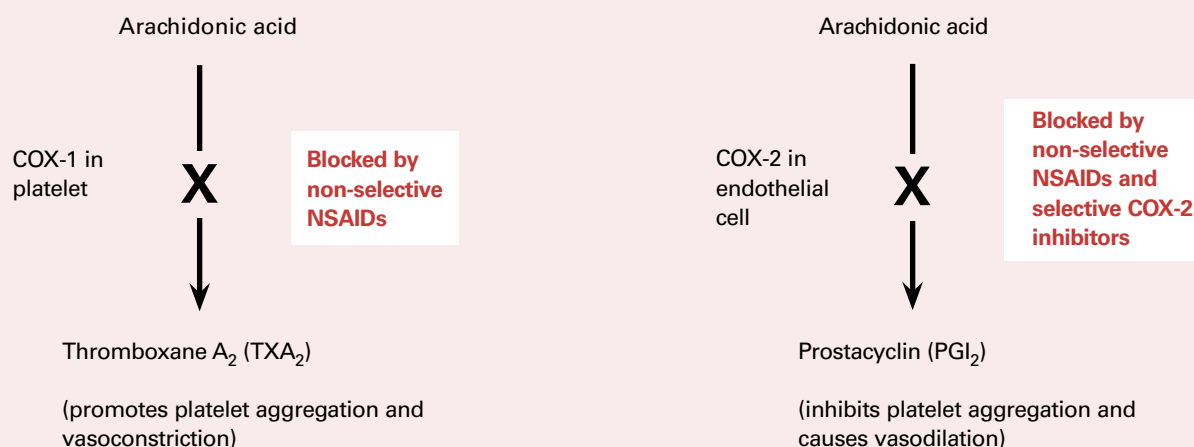 Arachidonic acid
COX-1 in
platelet
X
Blocked by
non-selective
NSAIDs
Thromboxane A₂ (TXA₂)
(promotes platelet aggregation and
vasoconstriction)
Arachidonic acid
COX-2 in
endothelial
cell
X
Blocked by
non-selective
NSAIDs and
selective COX-2
inhibitors
Prostacyclin (PGI₂)
(inhibits platelet aggregation and
causes vasodilation)